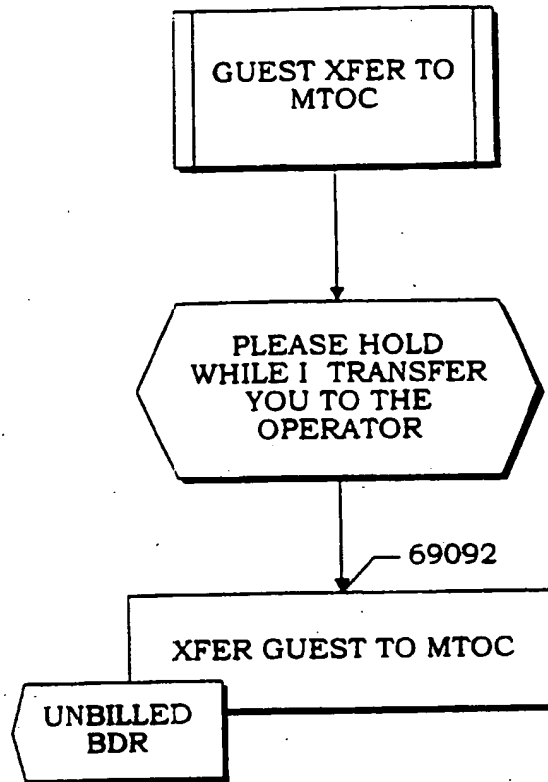 GUEST XFER TO
MTOC
PLEASE HOLD
WHILE I TRANSFER
YOU TO THE
OPERATOR
69092
XFER GUEST TO MTOC
UNBILLED
BDR